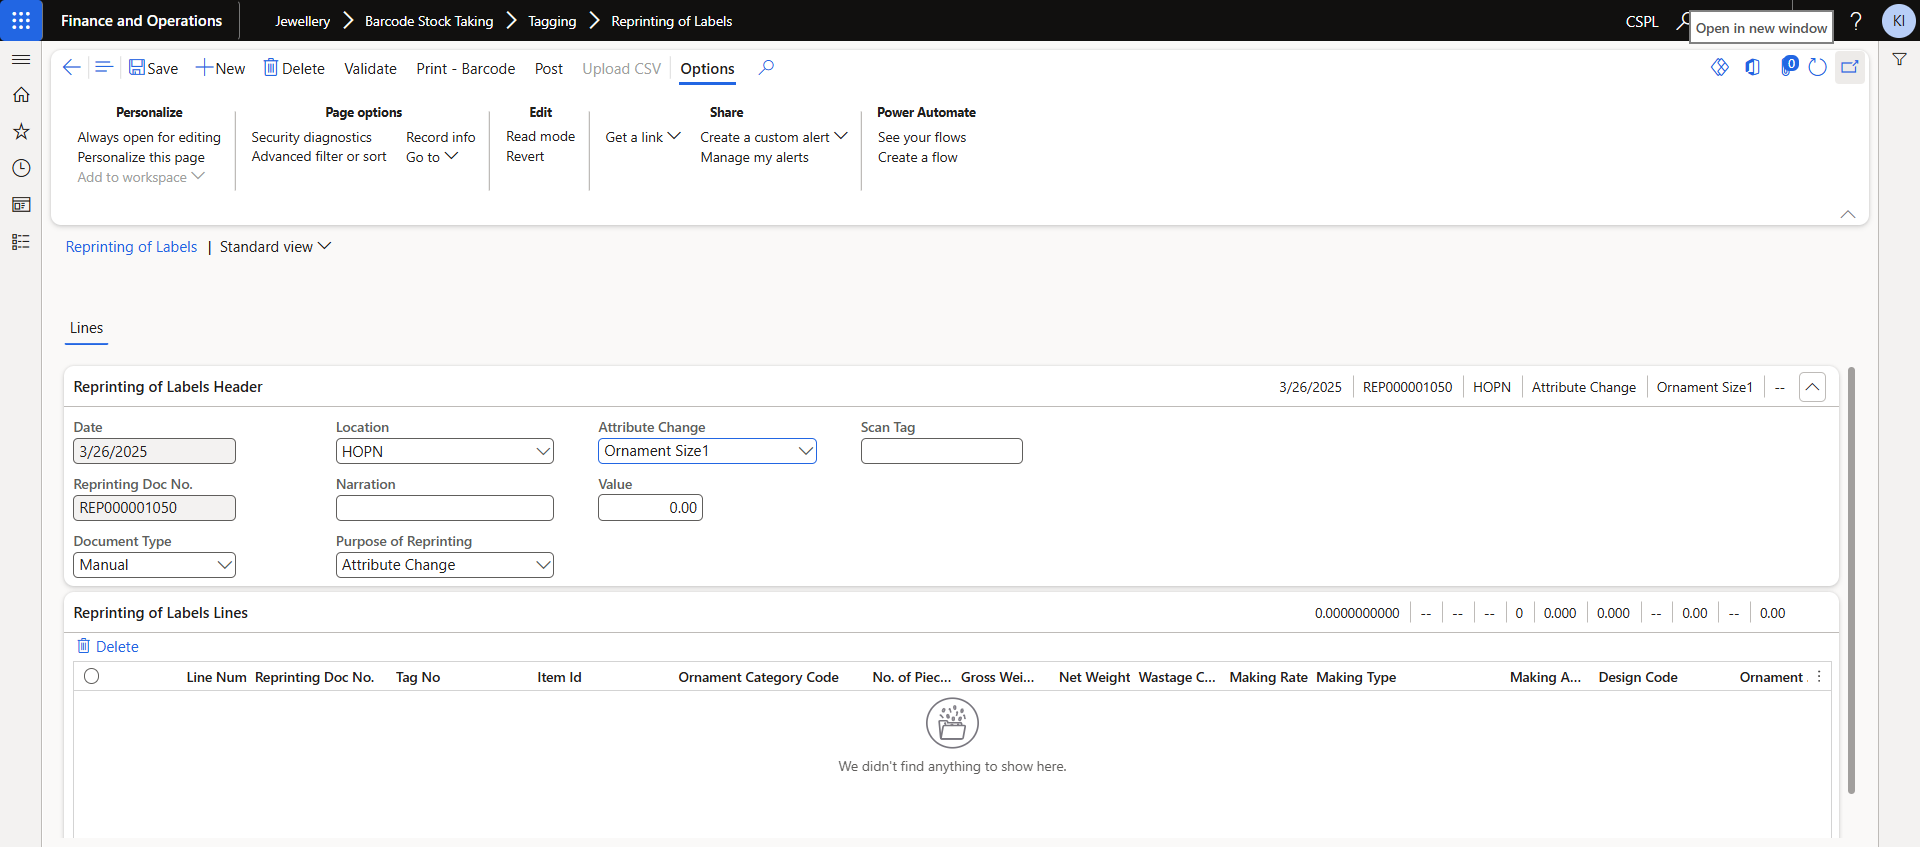 Finance and Operations
Jewellery
Barcode Stock Taking
Tagging
Reprinting of Labels
CSPL
?
KI
Open in new window
Save
New
Delete
Validate
Print - Barcode
Post
Upload CSV
Options
0
Personalize
Always open for editing
Personalize this page
Add to workspace
Page options
Security diagnostics
Advanced filter or sort
Record info
Go to
Edit
Read mode
Revert
Share
Get a link
Create a custom alert
Manage my alerts
Power Automate
See your flows
Create a flow
Reprinting of Labels | Standard view
Lines
Reprinting of Labels Header
3/26/2025 REP000001050 HOPN Attribute Change Ornament Size1 --
Date
3/26/2025
Location
HOPN
Attribute Change
Ornament Size1
Scan Tag
Reprinting Doc No.
REP000001050
Narration
Value
0.00
Document Type
Manual
Purpose of Reprinting
Attribute Change
Reprinting of Labels Lines
0.0000000000 -- -- -- 0 0.000 0.000 -- 0.00 -- 0.00
Delete
Line Num Reprinting Doc No. Tag No Item Id Ornament Category Code No. of Piec... Gross Wei... Net Weight Wastage C... Making Rate Making Type Making A... Design Code Ornament
We didn't find anything to show here.